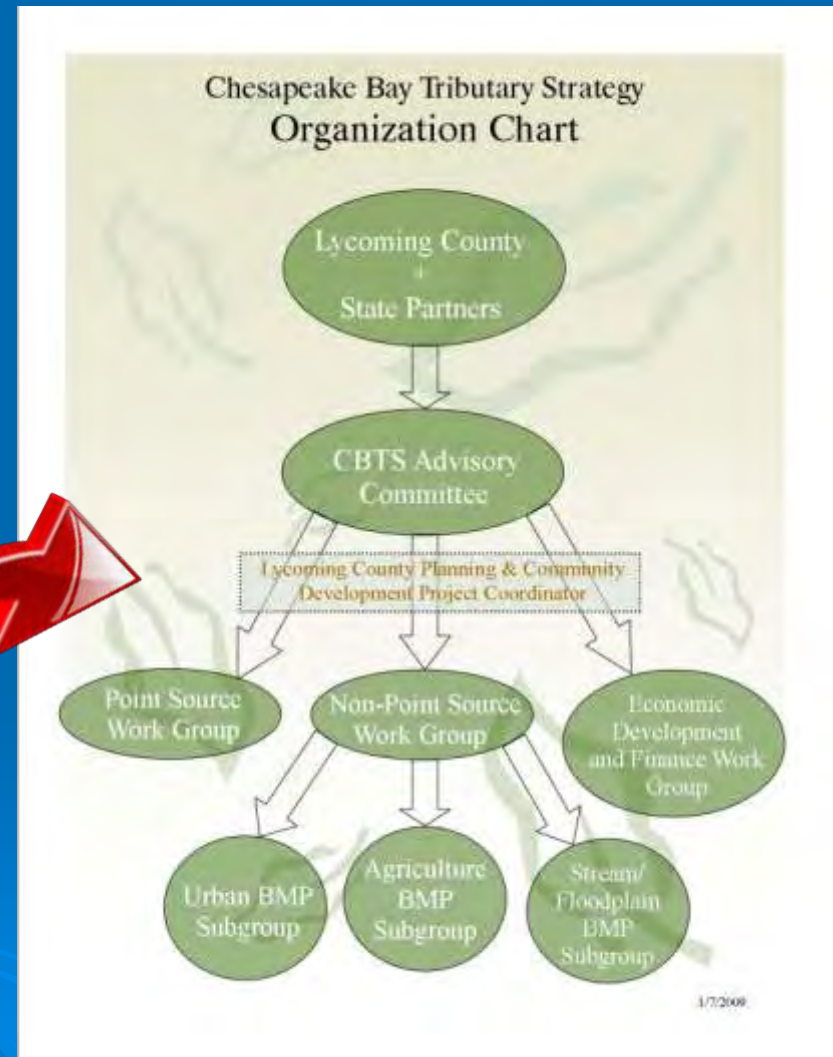 Chesapeake Bay Tributary Strategy
Organization Chart
Lycoming County
+
State Partners
CBTS Advisory
Committee
Lycoming County Planning & Community
Development Project Coordinator
Point Source
Work Group
Non-Point Source
Work Group
Economic
Development
and Finance Work
Group
Urban BMP
Subgroup
Agriculture
BMP
Subgroup
Stream/
Floodplain
BMP
Subgroup
1/7/2009